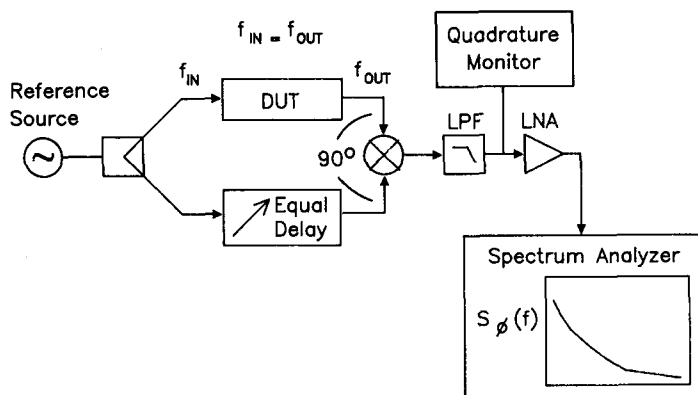 f IN = f OUT
Quadrature
Monitor
f IN
f OUT
Reference
Source
DUT
LPF
LNA
90°
Equal
Delay
Spectrum Analyzer
S ϕ (f)